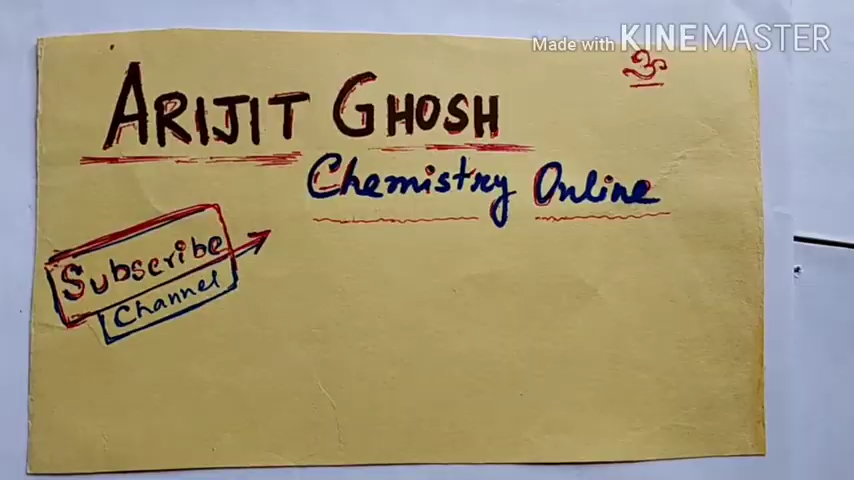 Made with KINEMASTER
ॐ
ARIJIT GHOSH
Chemistry Online
Subscribe
Channel